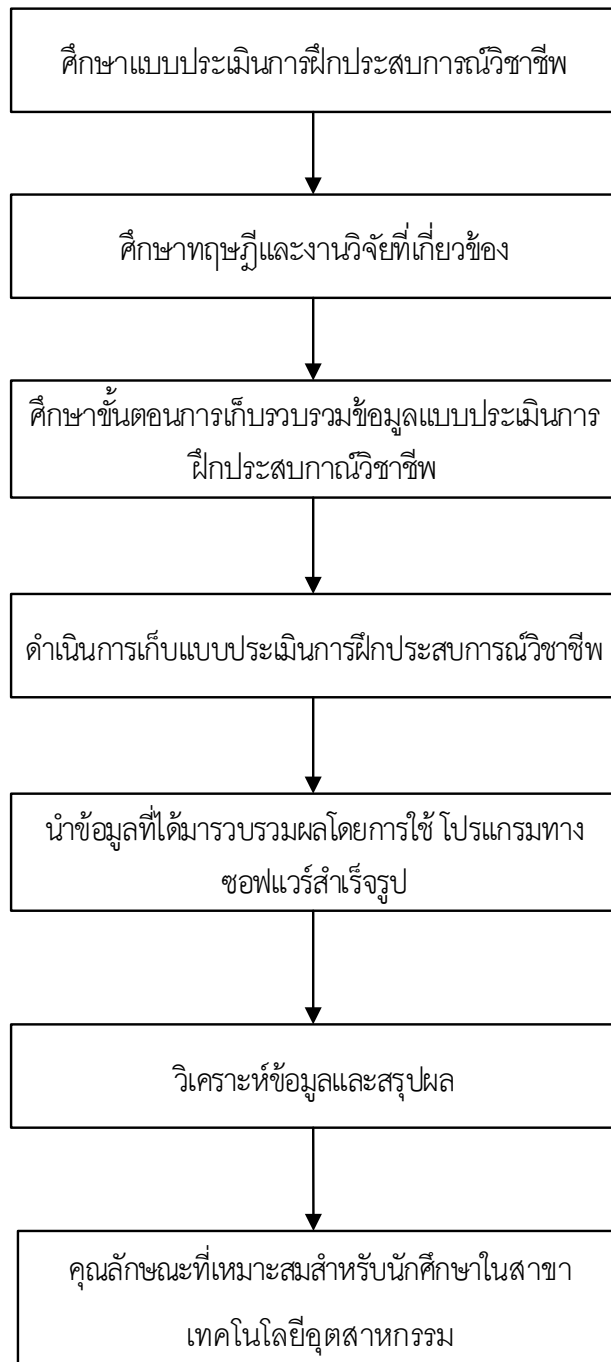 ศึกษาแบบประเมินการฝึกประสบการณ์วิชาชีพ
ศึกษาทฤษฎีและงานวิจัยที่เกี่ยวข้อง
ศึกษาขั้นตอนการเก็บรวบรวมข้อมูลแบบประเมินการ
ฝึกประสบกาณ์วิชาชีพ
ดำเนินการเก็บแบบประเมินการฝึกประสบการณ์วิชาชีพ
นำข้อมูลที่ได้มารวบรวมผลโดยการใช้ โปรแกรมทาง
ซอฟแวร์สำเร็จรูป
วิเคราะห์ข้อมูลและสรุปผล
คุณลักษณะที่เหมาะสมสำหรับนักศึกษาในสาขา
เทคโนโลยีอุตสาหกรรม